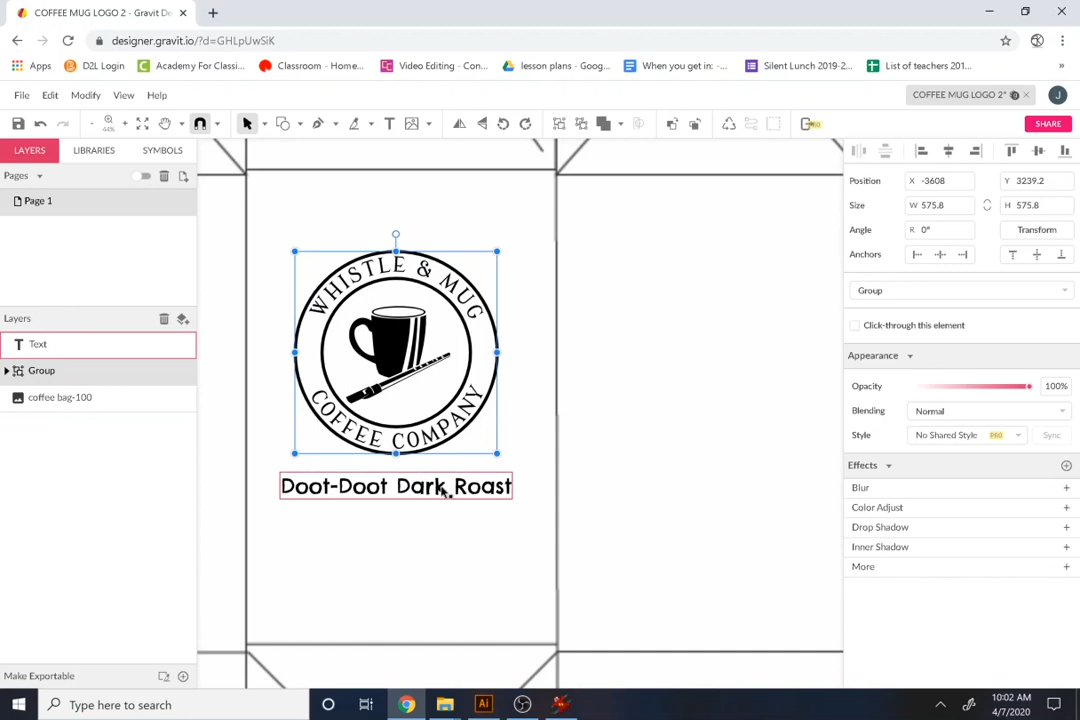 COFFEE MUG LOGO 2 - Gravit De
designer.gravit.io/?d=GHLpUwSiK
Apps
D2L Login
Academy For Classi...
Classroom - Home...
Video Editing - Con...
lesson plans - Goog...
When you get in: -...
Silent Lunch 2019-2...
List of teachers 201...
»
File Edit Modify View Help
COFFEE MUG LOGO 2*
J
44%
PRO
SHARE
LAYERS LIBRARIES SYMBOLS
Pages
Page 1
Layers
Text
Group
coffee bag-100
Make Exportable
WHISTLE & MUG
COFFEE COMPANY
Doot-Doot Dark Roast
Position X -3608 Y 3239.2
Size W 575.8 H 575.8
Angle R 0° Transform
Anchors
Group
Click-through this element
Appearance
Opacity 100%
Blending Normal
Style No Shared Style PRO Sync
Effects
Blur
Color Adjust
Drop Shadow
Inner Shadow
More
Type here to search
Ai
10:02 AM
4/7/2020